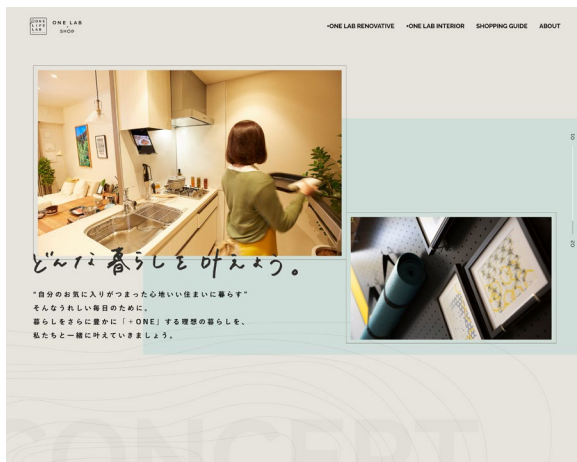 ONE
LIFE
LAB
ONE LAB
SHOP
+ONE LAB RENOVATIVE +ONE LAB INTERIOR SHOPPING GUIDE ABOUT
どんな暮らしを叶えよう。
“自分のお気に入りがつまった心地いい住まいに暮らす”
そんなうれしい毎日のために。
暮らしをさらに豊かに「+ONE」する理想の暮らしを、
私たちと一緒に叶えていきましょう。
02
CONCEPT